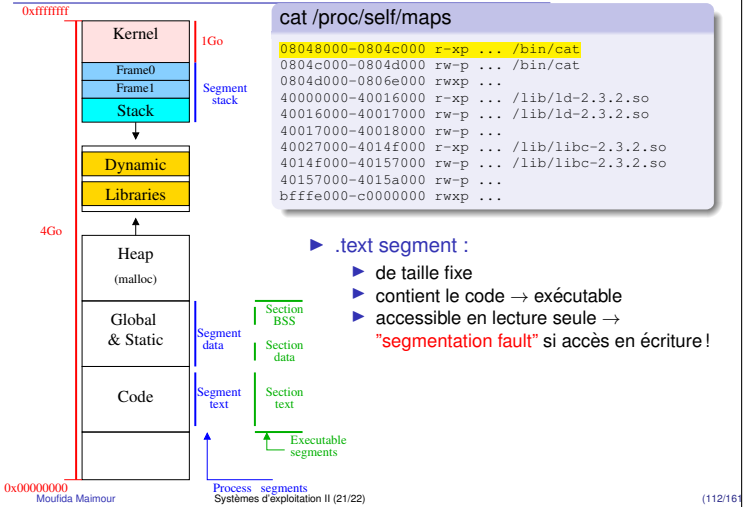 0xffffffff
Kernel
1Go
Frame0
Frame1
Segment
stack
Stack
Dynamic
Libraries
4Go
Heap
(malloc)
Global
& Static
Segment
data
Section
BSS
Section
data
Code
Segment
text
Section
text
Executable
segments
0x00000000
Process segments
cat /proc/self/maps
08048000-0804c000 r-xp ... /bin/cat
0804c000-0804d000 rw-p ... /bin/cat
0804d000-0806e000 rwxp ...
40000000-40016000 r-xp ... /lib/ld-2.3.2.so
40016000-40017000 rw-p ... /lib/ld-2.3.2.so
40017000-40018000 rw-p ...
40027000-4014f000 r-xp ... /lib/libc-2.3.2.so
4014f000-40157000 rw-p ... /lib/libc-2.3.2.so
40157000-4015a000 rw-p ...
bfffe000-c0000000 rwxp ...
▶ .text segment :
▶ de taille fixe
▶ contient le code → exécutable
▶ accessible en lecture seule →
"segmentation fault" si accès en écriture !
Moufida Maimour
Systèmes d'exploitation II (21/22)
(112/161